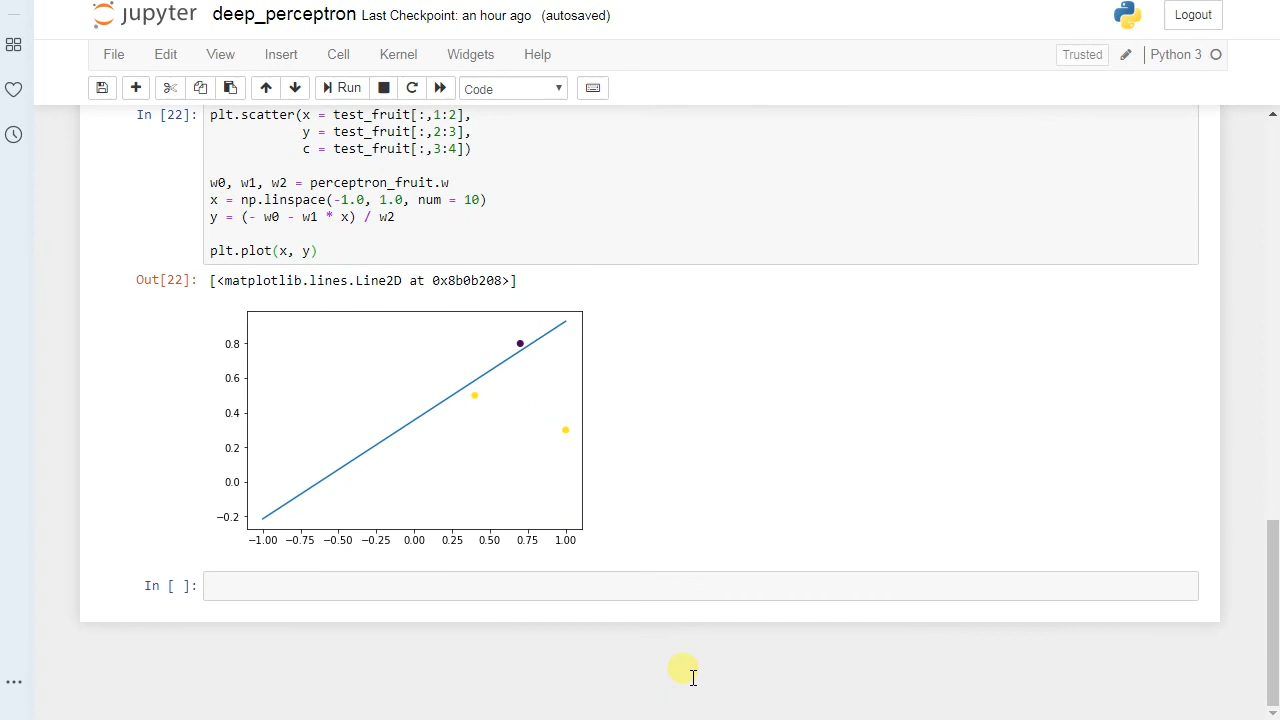 jupyter deep_perceptron Last Checkpoint: an hour ago (autosaved) Logout
File Edit View Insert Cell Kernel Widgets Help Trusted Python 3
Run Code
In [22]: plt.scatter(x = test_fruit[:,1:2],
y = test_fruit[:,2:3],
c = test_fruit[:,3:4])
w0, w1, w2 = perceptron_fruit.w
x = np.linspace(-1.0, 1.0, num = 10)
y = (- w0 - w1 * x) / w2
plt.plot(x, y)
Out[22]: [<matplotlib.lines.Line2D at 0x8b0b208>]
0.8
0.6
0.4
0.2
0.0
−0.2
−1.00 −0.75 −0.50 −0.25 0.00 0.25 0.50 0.75 1.00
In [ ]: